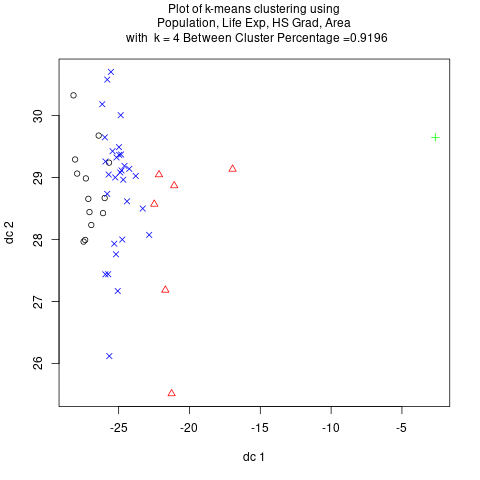 Plot of k-means clustering using
Population, Life Exp, HS Grad, Area
with  k = 4 Between Cluster Percentage =0.9196
30
29
28
27
26
dc 2
-25
-20
-15
-10
-5
dc 1